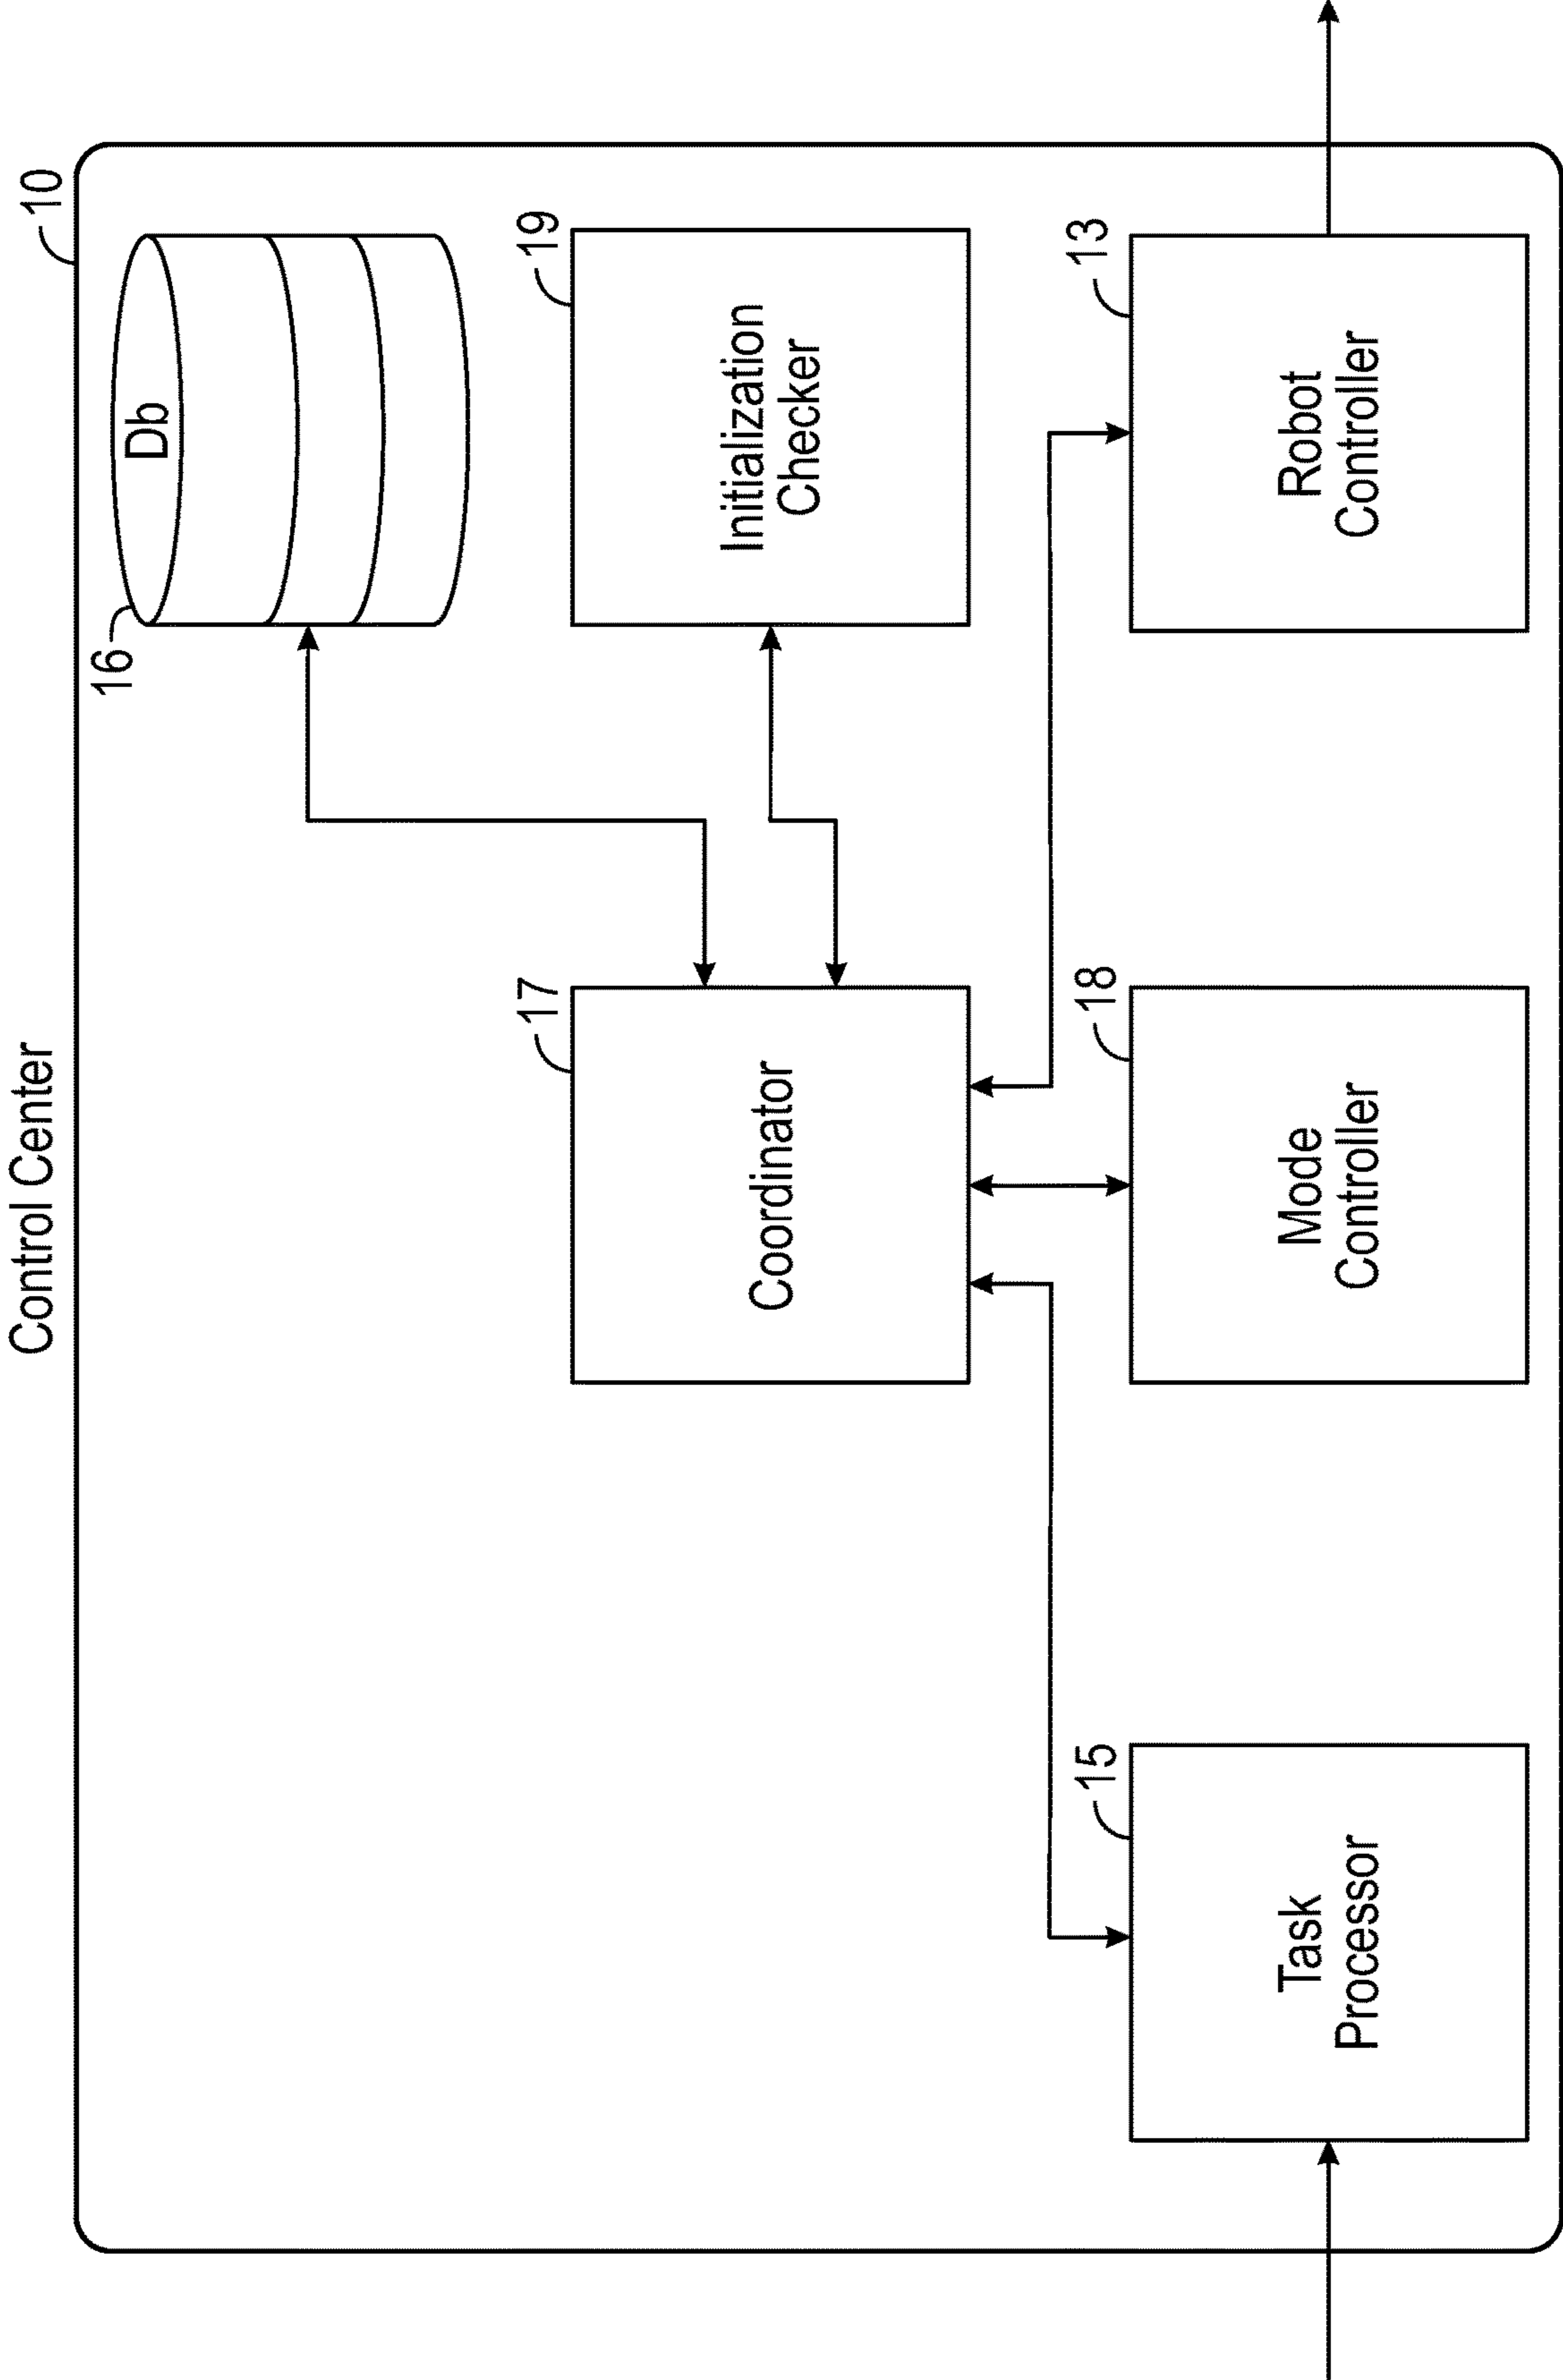 Control Center
10
16
Db
17
Coordinator
19
Initialization
Checker
15
Task
Processor
18
Mode
Controller
13
Robot
Controller